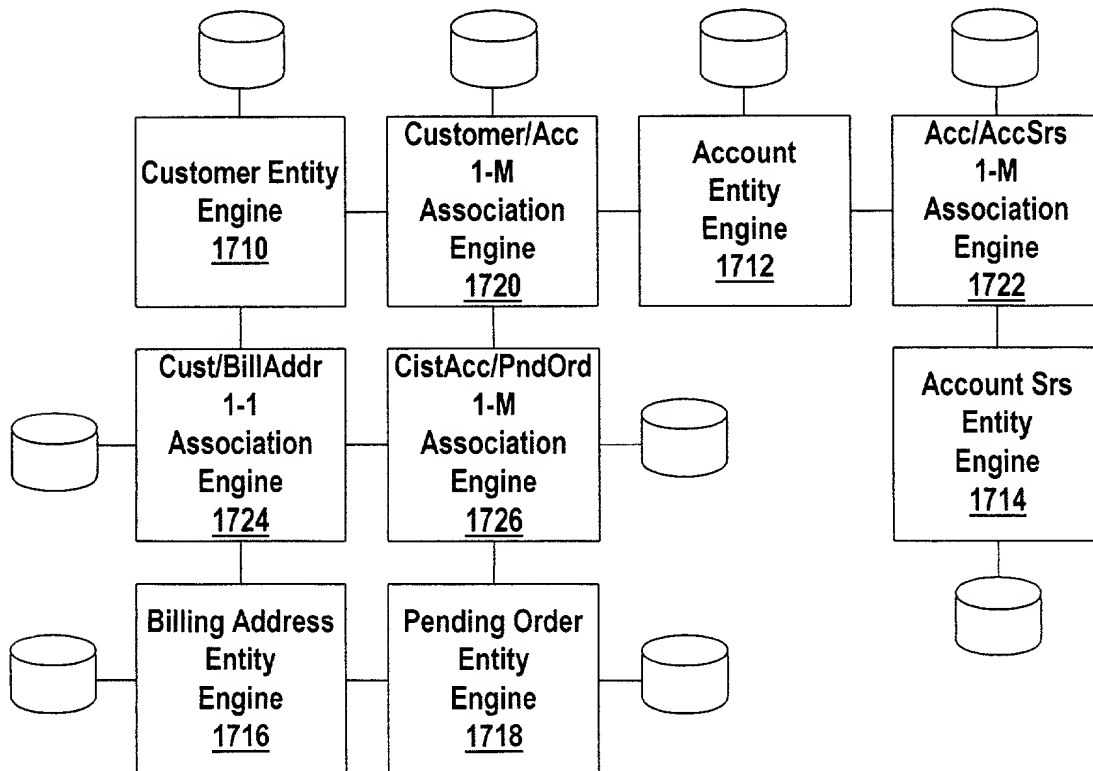 Customer Entity
Engine
1710
Customer/Acc
1-M
Association
Engine
1720
Account
Entity
Engine
1712
Acc/AccSrs
1-M
Association
Engine
1722
Cust/BillAddr
1-1
Association
Engine
1724
CistAcc/PndOrd
1-M
Association
Engine
1726
Account Srs
Entity
Engine
1714
Billing Address
Entity
Engine
1716
Pending Order
Entity
Engine
1718